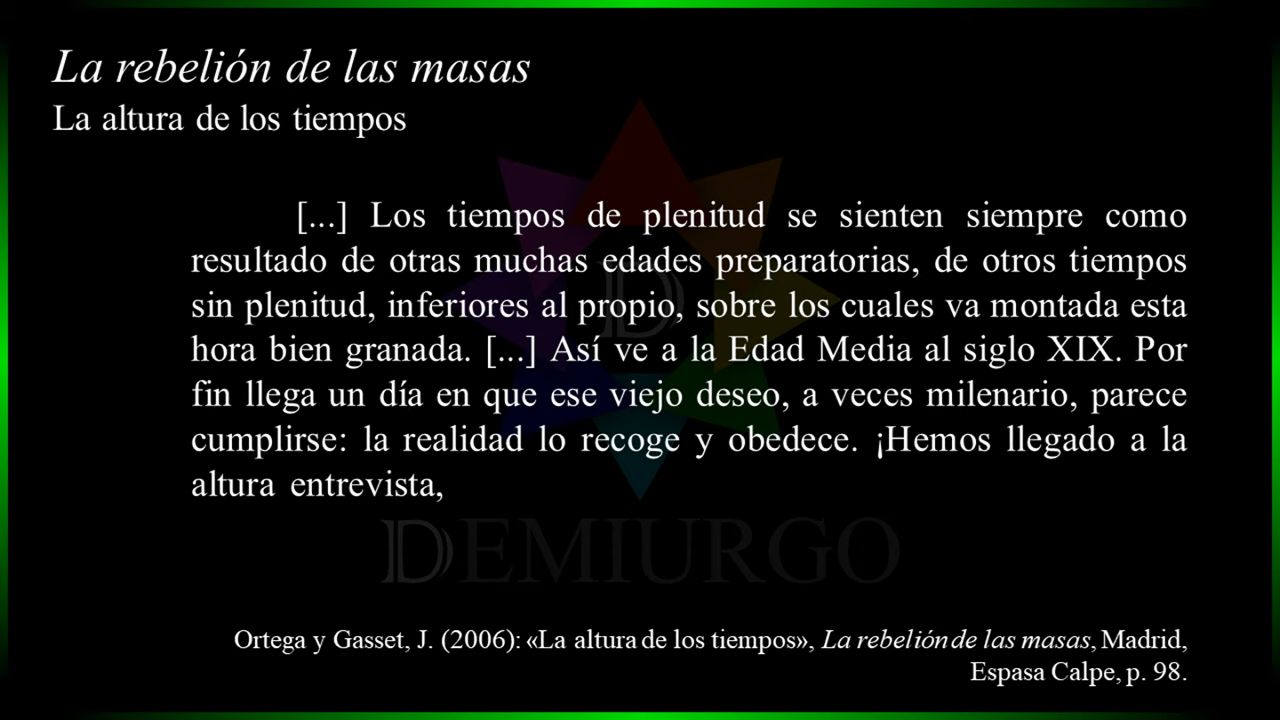 La rebelión de las masas
La altura de los tiempos
[...] Los tiempos de plenitud se sienten siempre como
resultado de otras muchas edades preparatorias, de otros tiempos
sin plenitud, inferiores al propio, sobre los cuales va montada esta
hora bien granada. [...] Así ve a la Edad Media al siglo XIX. Por
fin llega un día en que ese viejo deseo, a veces milenario, parece
cumplirse: la realidad lo recoge y obedece. ¡Hemos llegado a la
altura entrevista,
D
DEMIURGO
Ortega y Gasset, J. (2006): «La altura de los tiempos», La rebelión de las masas, Madrid,
Espasa Calpe, p. 98.